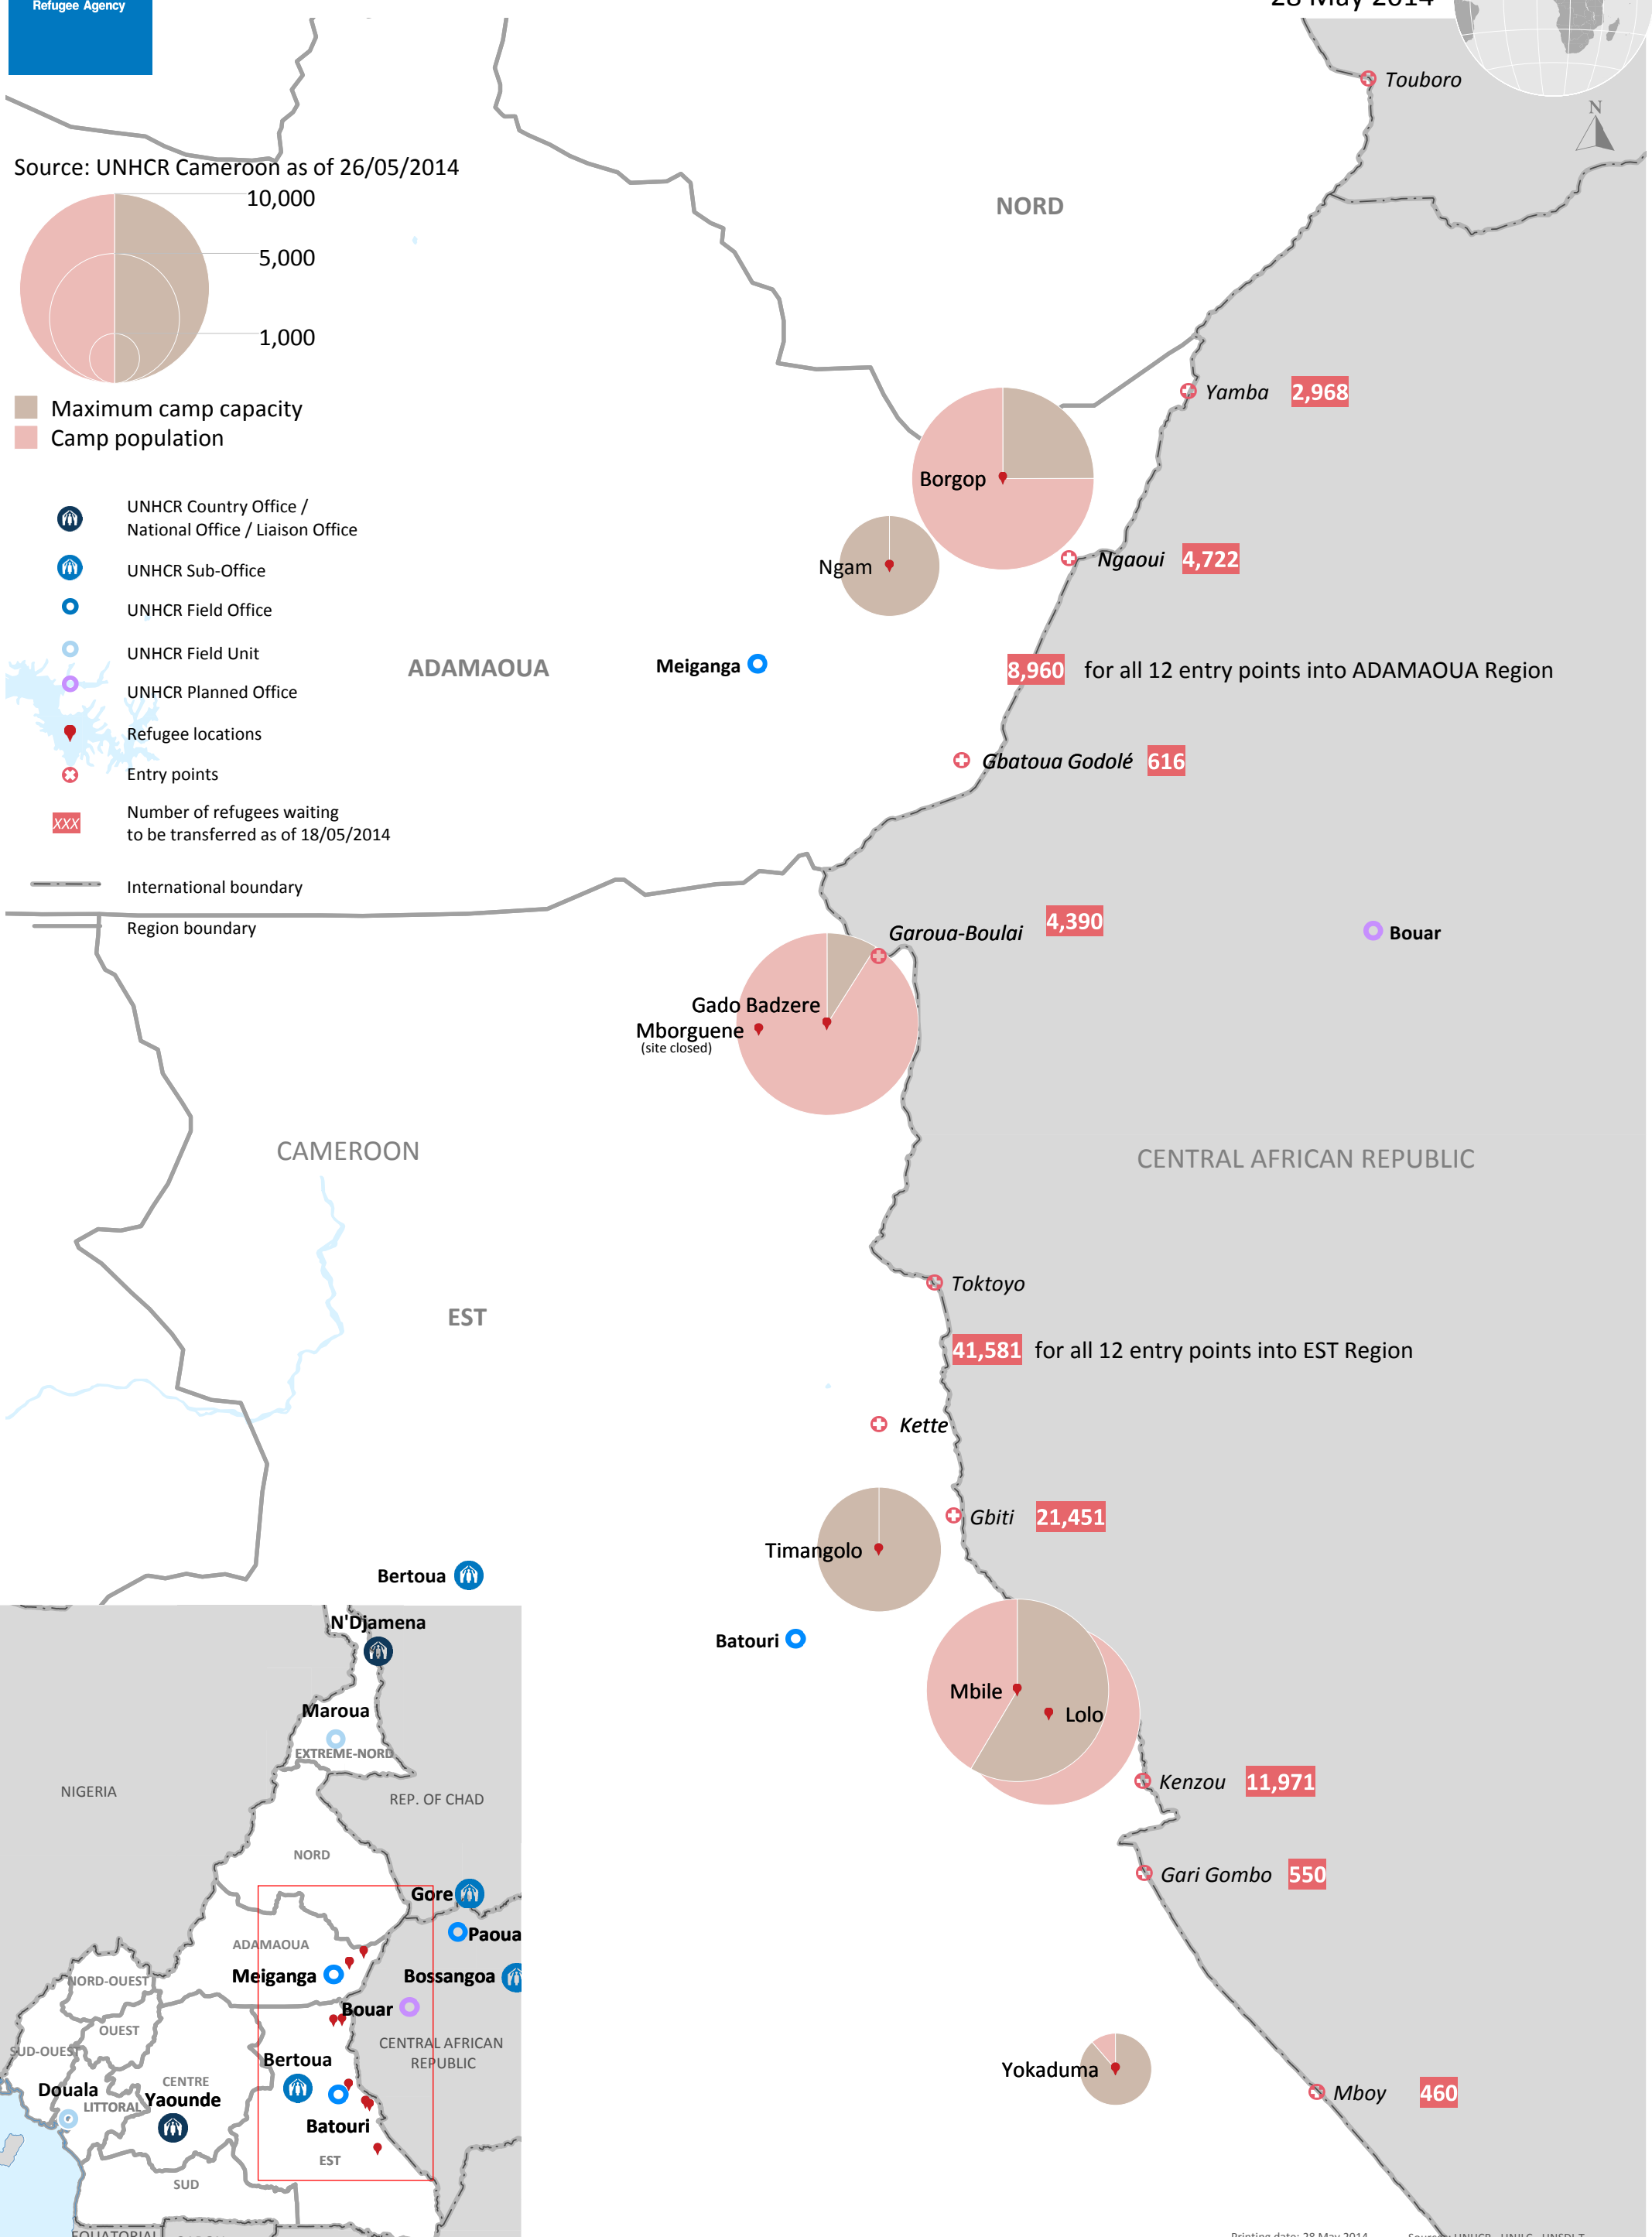 Refugee Agency
28 May 2014
Touboro
N
Source: UNHCR Cameroon as of 26/05/2014
10,000
5,000
1,000
Maximum camp capacity
Camp population
UNHCR Country Office /
National Office / Liaison Office
UNHCR Sub-Office
UNHCR Field Office
UNHCR Field Unit
UNHCR Planned Office
Refugee locations
Entry points
XXX
Number of refugees waiting
to be transferred as of 18/05/2014
International boundary
Region boundary
NORD
Yamba 2,968
Borgop
Ngaoui 4,722
Ngam
ADAMAOUA
Meiganga
8,960 for all 12 entry points into ADAMAOUA Region
Gbatoua Godolé 616
Garoua-Boulai 4,390
Bouar
Gado Badzere
Mborguene
(site closed)
CAMEROON
CENTRAL AFRICAN REPUBLIC
Toktoyo
EST
41,581 for all 12 entry points into EST Region
Kette
Gbiti 21,451
Timangolo
Bertoua
Batouri
Mbile
Lolo
Kenzou 11,971
Gari Gombo 550
Yokaduma
Mboy 460
N'Djamena
Maroua
EXTREME-NORD
NIGERIA
REP. OF CHAD
NORD
Gore
Paoua
ADAMAOUA
Meiganga
Bossangoa
NORD-OUEST
Bouar
OUEST
CENTRAL AFRICAN
REPUBLIC
SUD-OUEST
Bertoua
CENTRE
Douala
Yaounde
LITTORAL
Batouri
EST
SUD
EQUATORIAL
Printing date: 28 May 2014